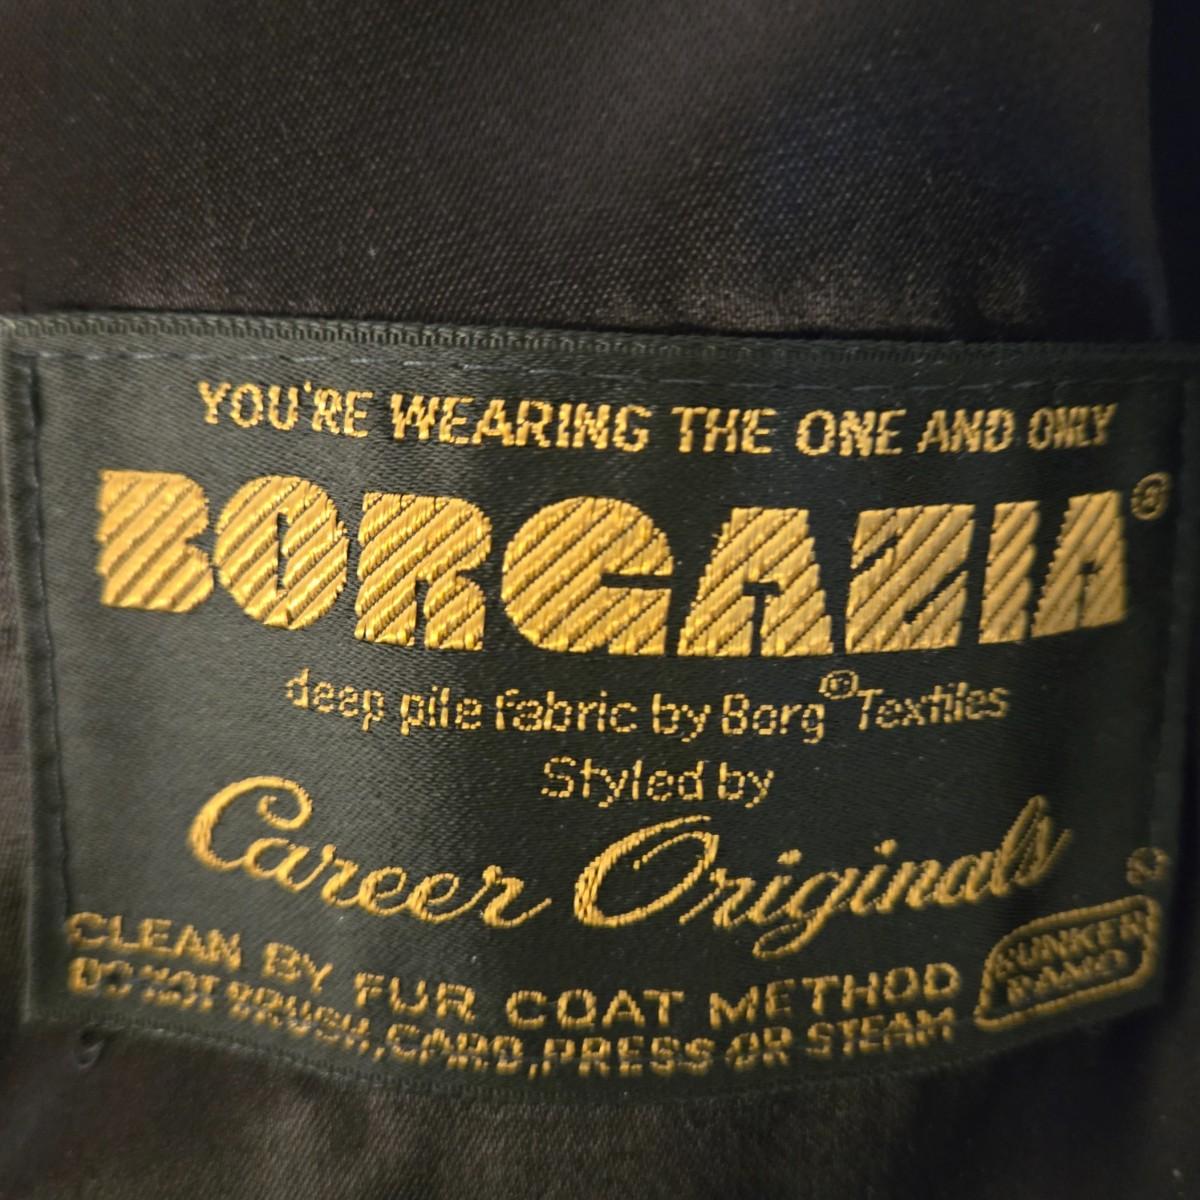 YOU'RE WEARING THE ONE AND ONLY
BORGAZIA®
deep pile fabric by Borg® Textiles
Styled by
Career Originals
CLEAN BY FUR COAT METHOD
DO NOT BRUSH, CARD, PRESS OR STEAM
BUNKER
RAMO